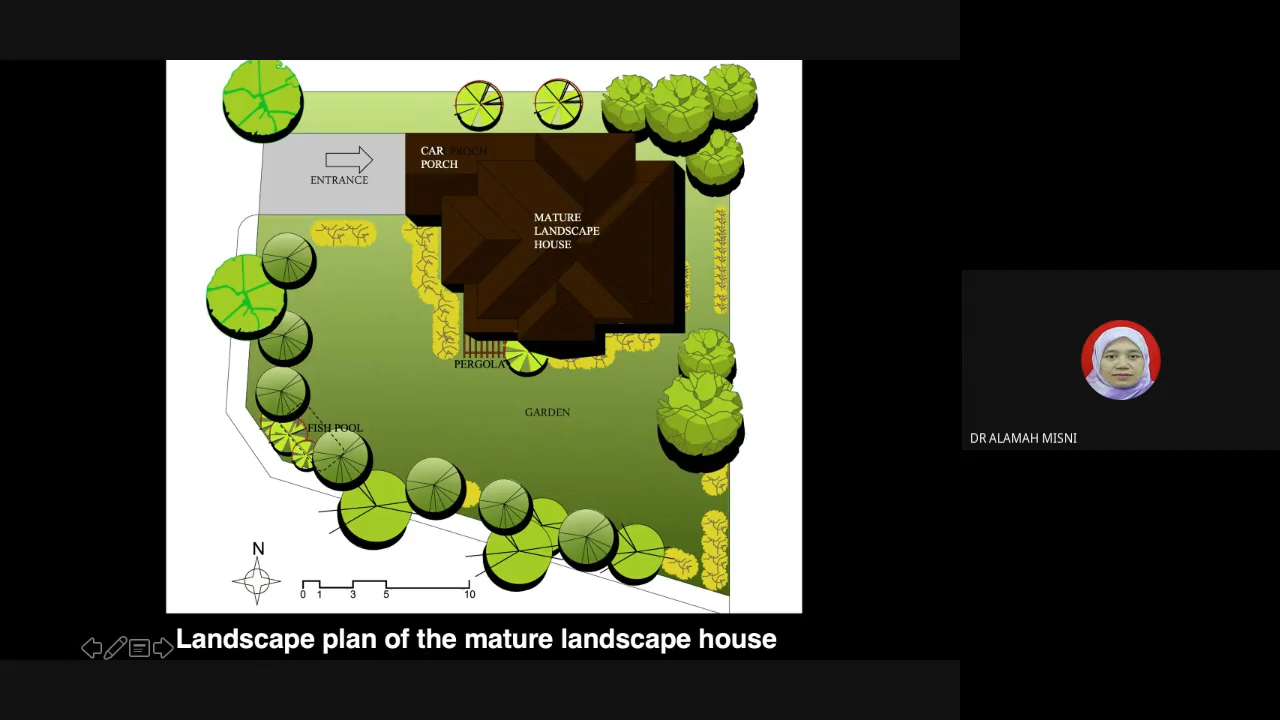 CAR PROCH
PORCH
ENTRANCE
MATURE
LANDSCAPE
HOUSE
PERGOLA
GARDEN
FISH POOL
N
0 1 3 5 10
Landscape plan of the mature landscape house
DR ALAMAH MISNI